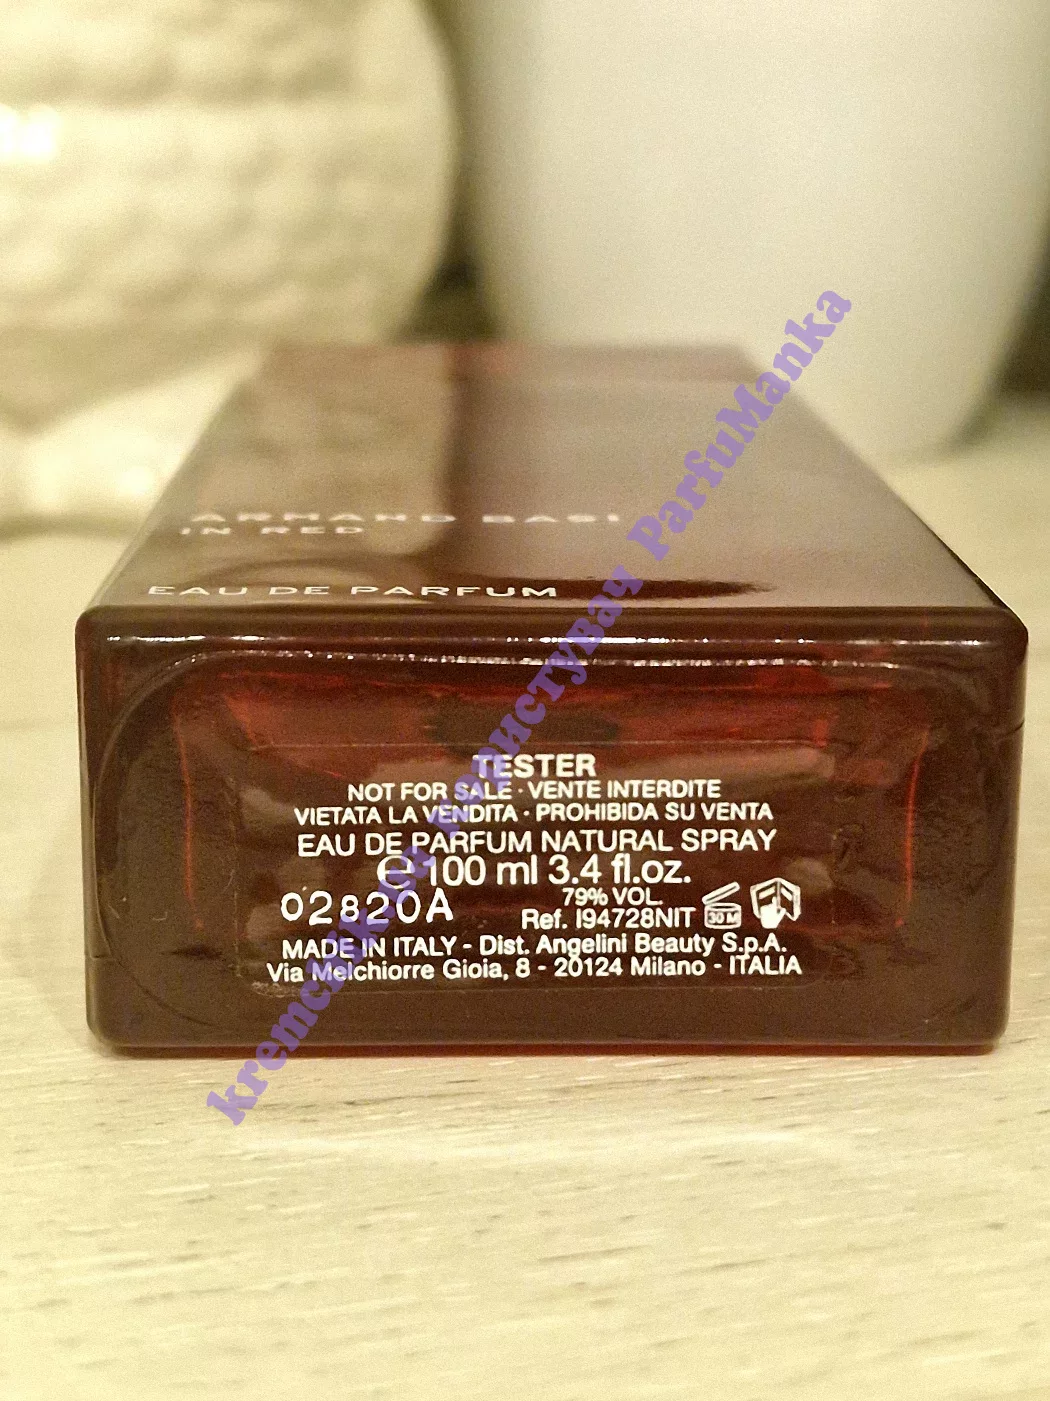 ARMAND BASI
IN RED
EAU DE PARFUM
TESTER
NOT FOR SALE · VENTE INTERDITE
VIETATA LA VENDITA · PROHIBIDA SU VENTA
EAU DE PARFUM NATURAL SPRAY
℮ 100 ml 3.4 fl.oz.
79% VOL.
02820A
Ref. I94728NIT
30 M
MADE IN ITALY - Dist. Angelini Beauty S.p.A.
Via Melchiorre Gioia, 8 - 20124 Milano - ITALIA
користувач ParfuManka